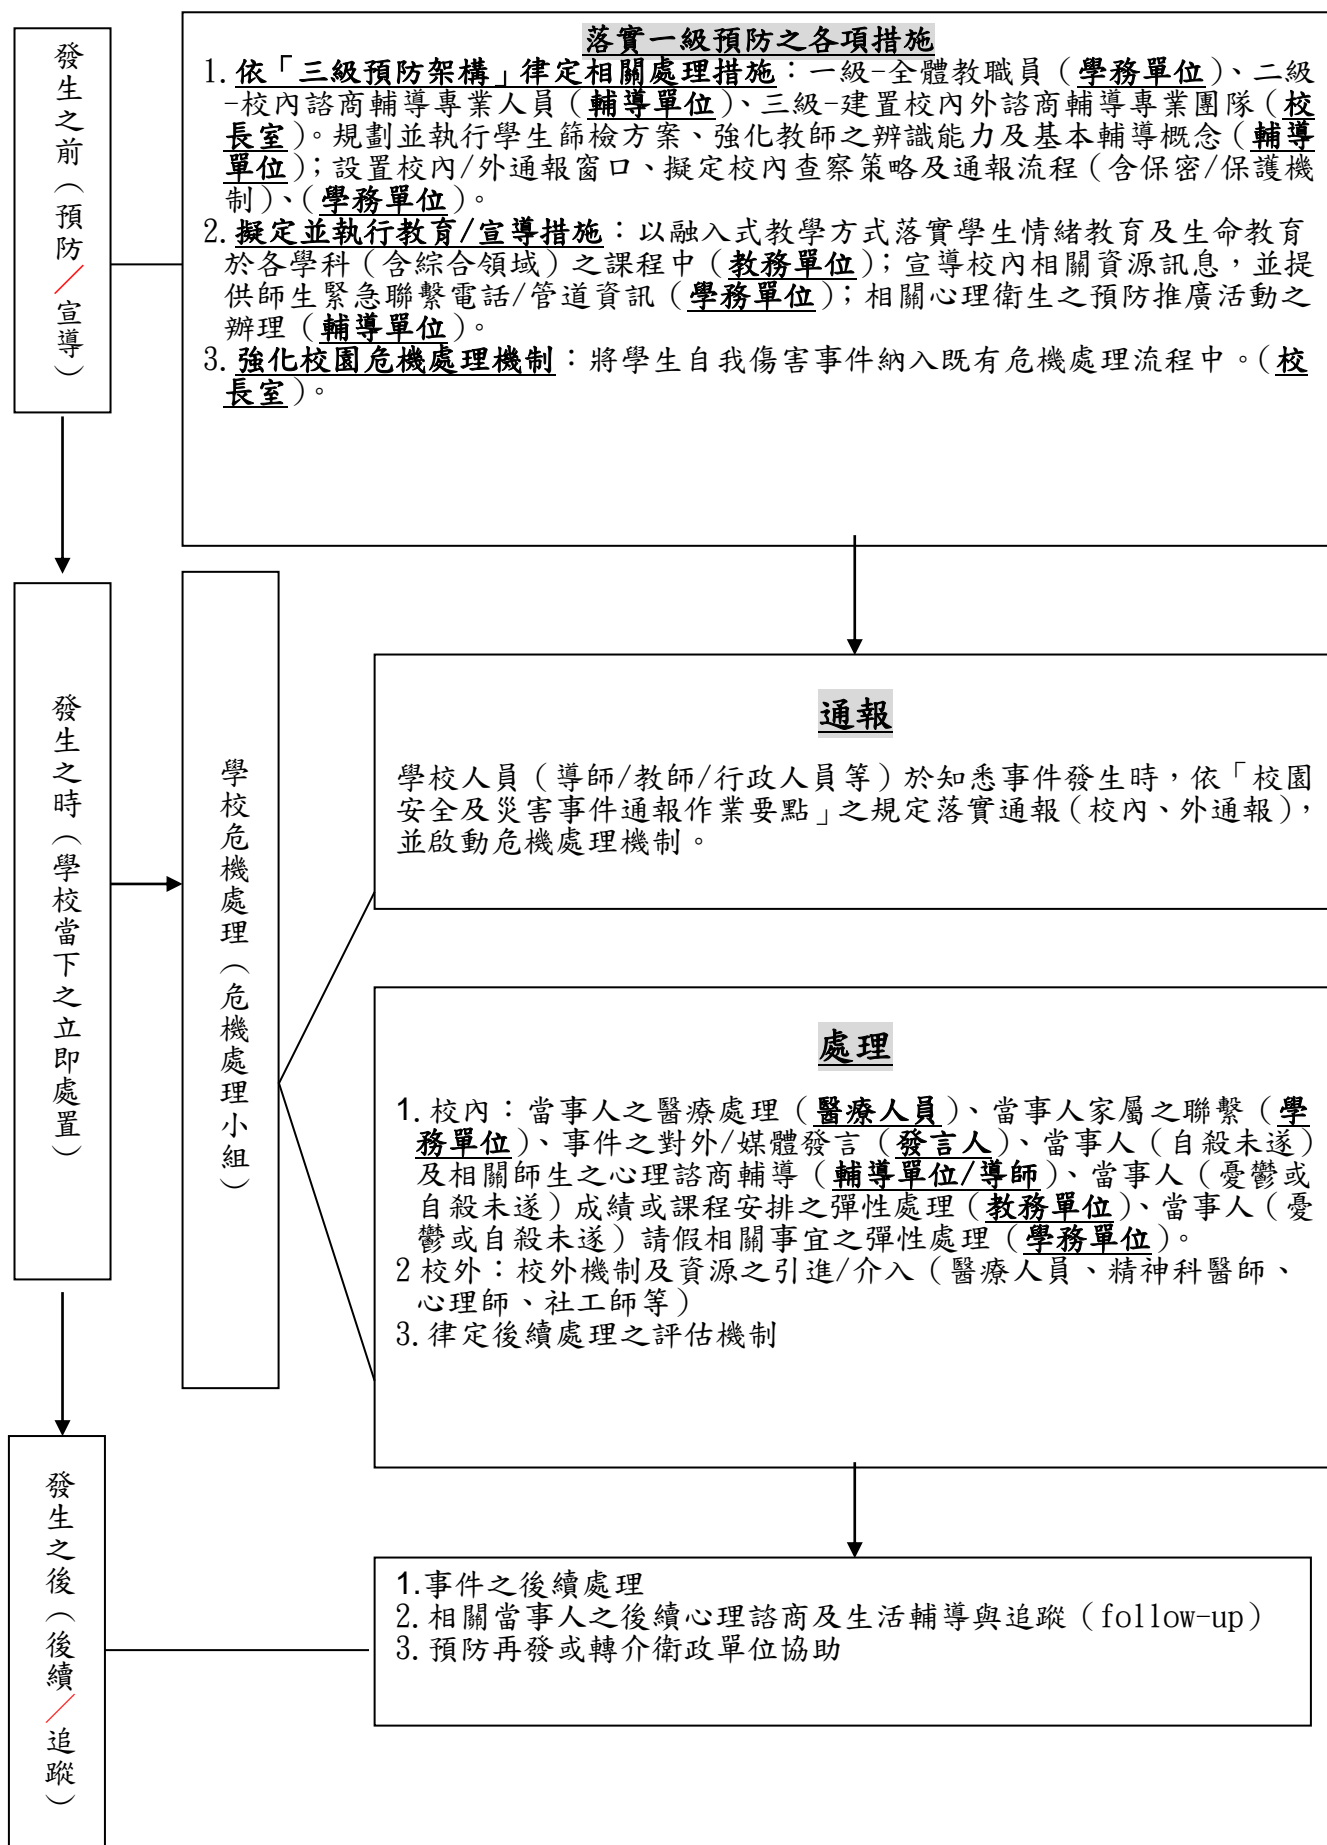 發生之前（預防／宣導）
落實一級預防之各項措施
1.依「三級預防架構」律定相關處理措施：一級-全體教職員（學務單位）、二級
-校內諮商輔導專業人員（輔導單位）、三級-建置校內外諮商輔導專業團隊（校
長室）。規劃並執行學生篩檢方案、強化教師之辨識能力及基本輔導概念（輔導
單位）；設置校內/外通報窗口、擬定校內查察策略及通報流程（含保密/保護機
制）、（學務單位）。
2.擬定並執行教育/宣導措施：以融入式教學方式落實學生情緒教育及生命教育
於各學科（含綜合領域）之課程中（教務單位）；宣導校內相關資源訊息，並提
供師生緊急聯繫電話/管道資訊（學務單位）；相關心理衛生之預防推廣活動之
辦理（輔導單位）。
3.強化校園危機處理機制：將學生自我傷害事件納入既有危機處理流程中。（校
長室）。
發生之時（學校當下之立即處置）
學校危機處理（危機處理小組）
通報
學校人員（導師/教師/行政人員等）於知悉事件發生時，依「校園
安全及災害事件通報作業要點」之規定落實通報（校內、外通報），
並啟動危機處理機制。
處理
1.校內：當事人之醫療處理（醫療人員）、當事人家屬之聯繫（學
務單位）、事件之對外/媒體發言（發言人）、當事人（自殺未遂）
及相關師生之心理諮商輔導（輔導單位/導師）、當事人（憂鬱或
自殺未遂）成績或課程安排之彈性處理（教務單位）、當事人（憂
鬱或自殺未遂）請假相關事宜之彈性處理（學務單位）。
2 校外：校外機制及資源之引進/介入（醫療人員、精神科醫師、
心理師、社工師等）
3.律定後續處理之評估機制
發生之後（後續／追蹤）
1.事件之後續處理
2.相關當事人之後續心理諮商及生活輔導與追蹤（follow-up）
3.預防再發或轉介衛政單位協助